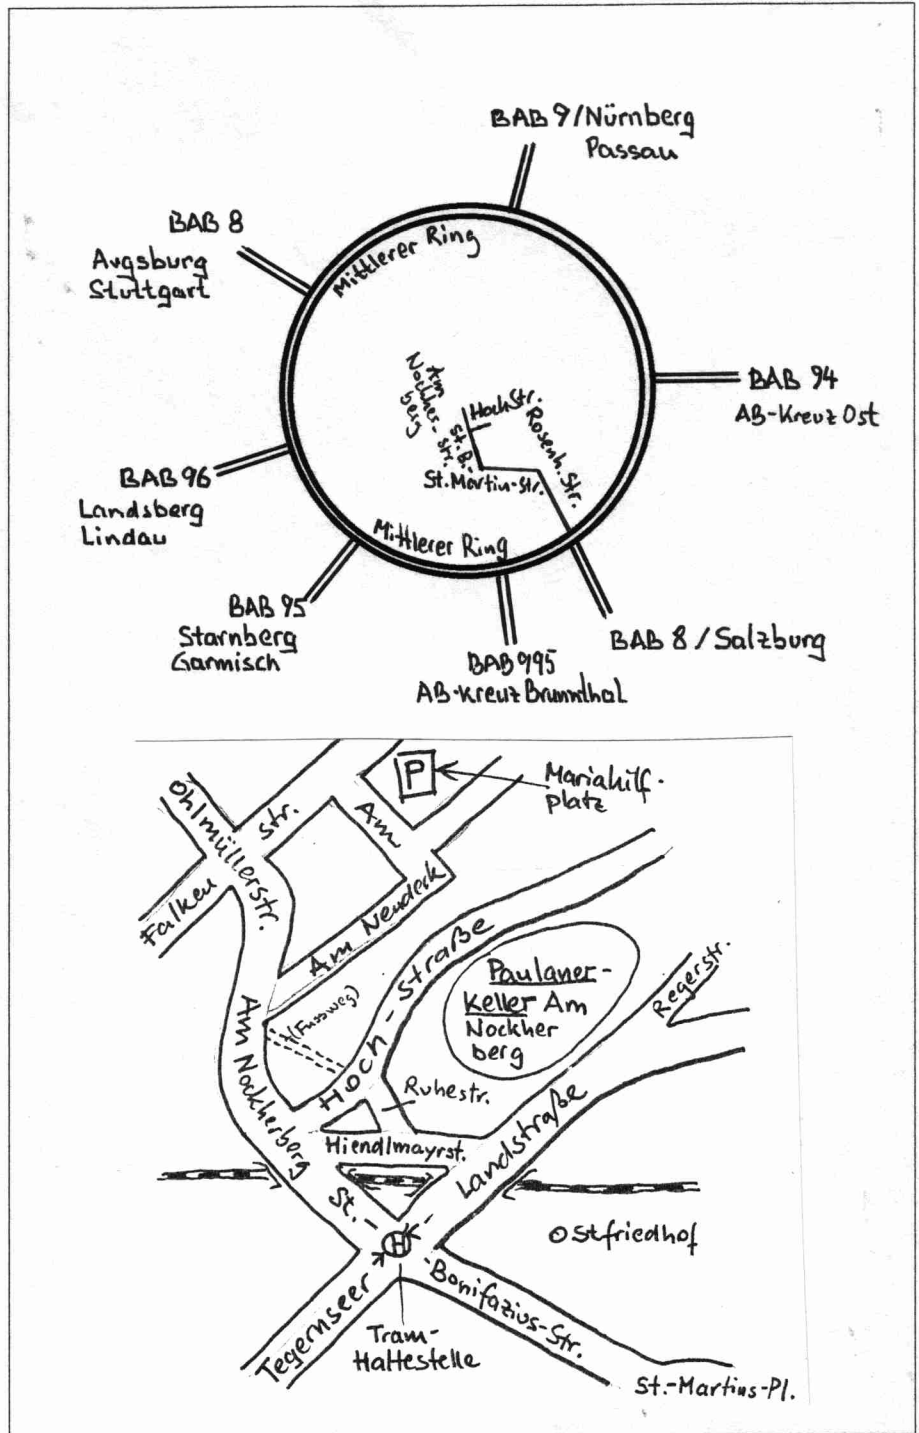 BAB 9/Nürnberg
Passau
BAB 8
Augsburg
Stuttgart
Mittlerer Ring
BAB 94
AB-Kreuz Ost
Am
Nockher-
berg
Hochstr.
Rosenh. Str.
St.B.-
str.
St.Martin-Str.
BAB 96
Landsberg
Lindau
Mittlerer Ring
BAB 95
Starnberg
Garmisch
BAB 995
AB-Kreuz Brunnthal
BAB 8 / Salzburg
P
Mariahilf-
platz
Ohlmüllerstr.
Falken str.
Am
Am Neudeck
Hoch-straße
(Fussweg)
Paulaner-
Keller Am
Nockher
berg
Regerstr.
Am Nockherberg
Ruhestr.
Hiendlmayrst.
Landstraße
St.-
H
Ostfriedhof
Tegernseer
-Bonifazius-Str.
Tram-
Haltestelle
St.-Martins-Pl.